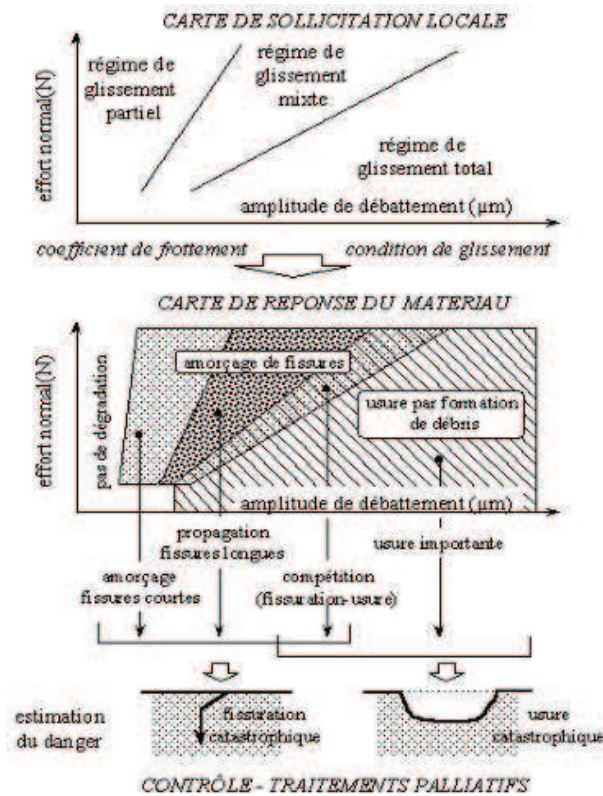 CARTE DE SOLLICITATION LOCALE
effort normal(N)
régime de
glissement
partiel
régime de
glissement
mixte
régime de
glissement total
amplitude de débattement (µm)
coefficient de frottement
condition de glissement
CARTE DE REPONSE DU MATERIAU
effort normal(N)
pas de dégradation
amorçage de fissures
usure par formation
de débris
amplitude de débattement (µm)
propagation
fissures longues
usure importante
amorçage
fissures courtes
compétition
(fissuration-usure)
estimation
du danger
fissuration
catastrophique
usure
catastrophique
CONTRÔLE - TRAITEMENTS PALLIATIFS